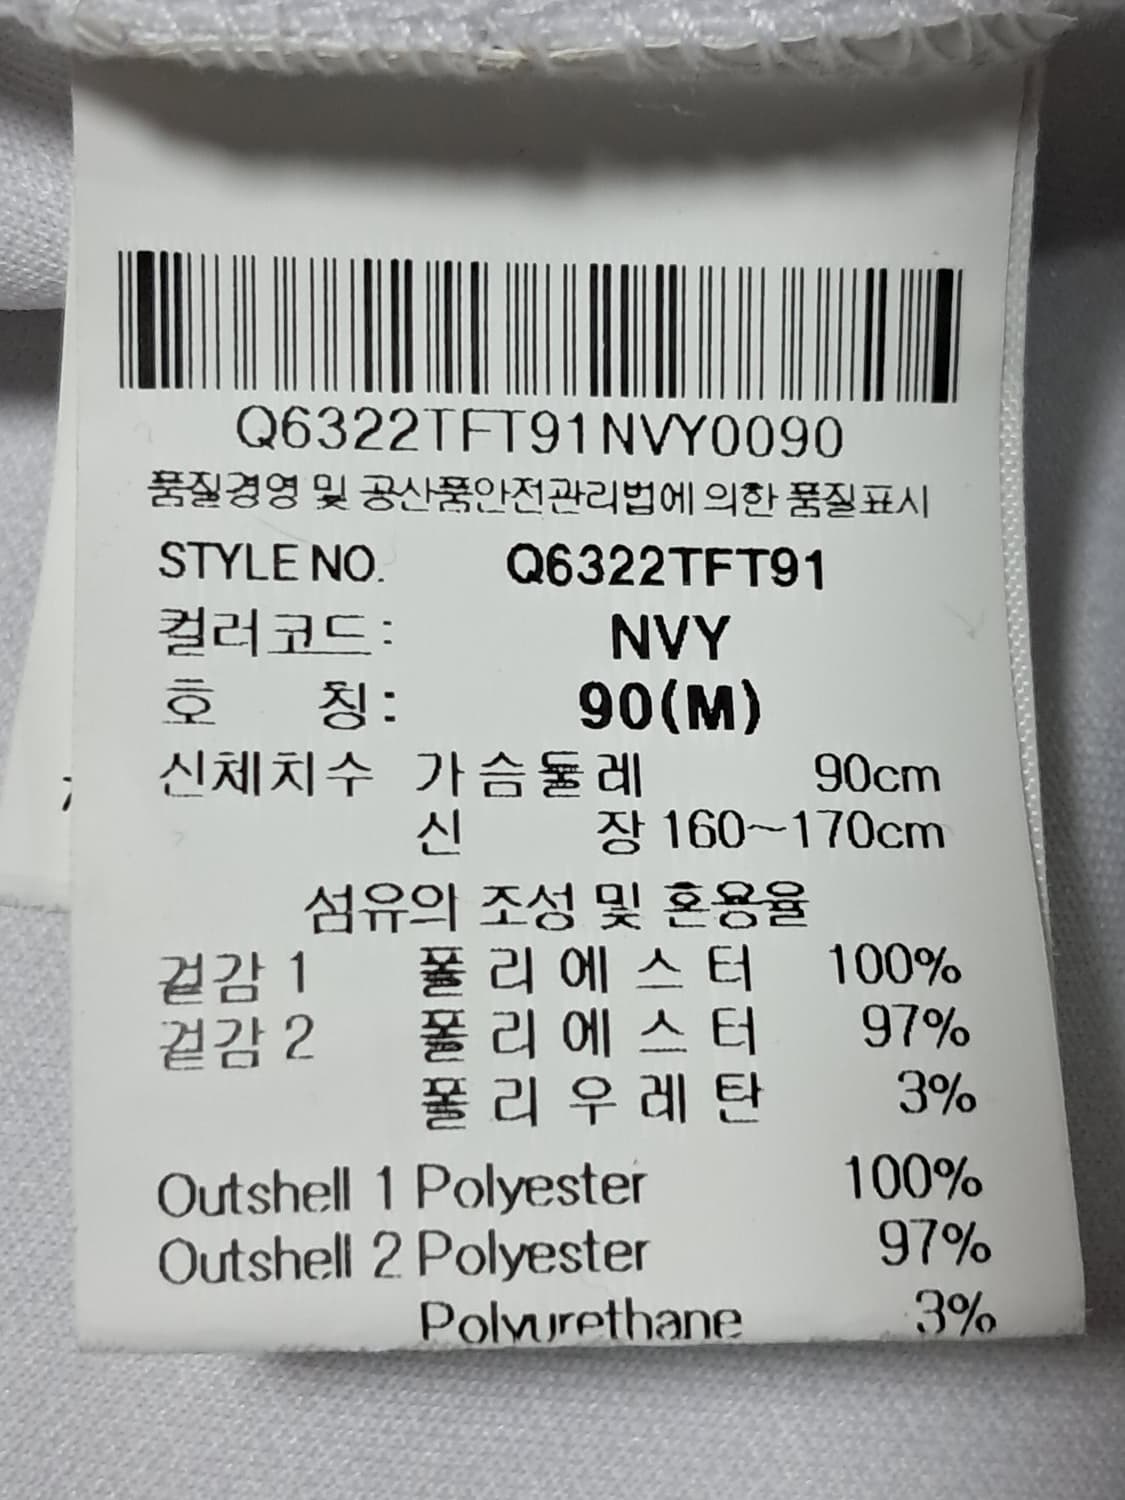 Q6322TFT91NVY0090
품질경영 및 공산품안전관리법에 의한 품질표시
STYLE NO. Q6322TFT91
컬러코드: NVY
호 칭: 90(M)
신체치수 가슴둘레 90cm
신 장 160~170cm
섬유의 조성 및 혼용율
겉감 1 폴리에스터 100%
겉감 2 폴리에스터 97%
폴리우레탄 3%
Outshell 1 Polyester 100%
Outshell 2 Polyester 97%
Polyurethane 3%